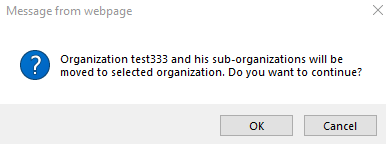 Message from webpage
Organization test333 and his sub-organizations will be
moved to selected organization. Do you want to continue?
OK
Cancel